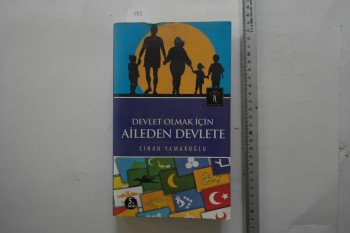 DEVLET OLMAK İÇİN
AİLEDEN DEVLETE
CİHAN YAMAKOĞLU